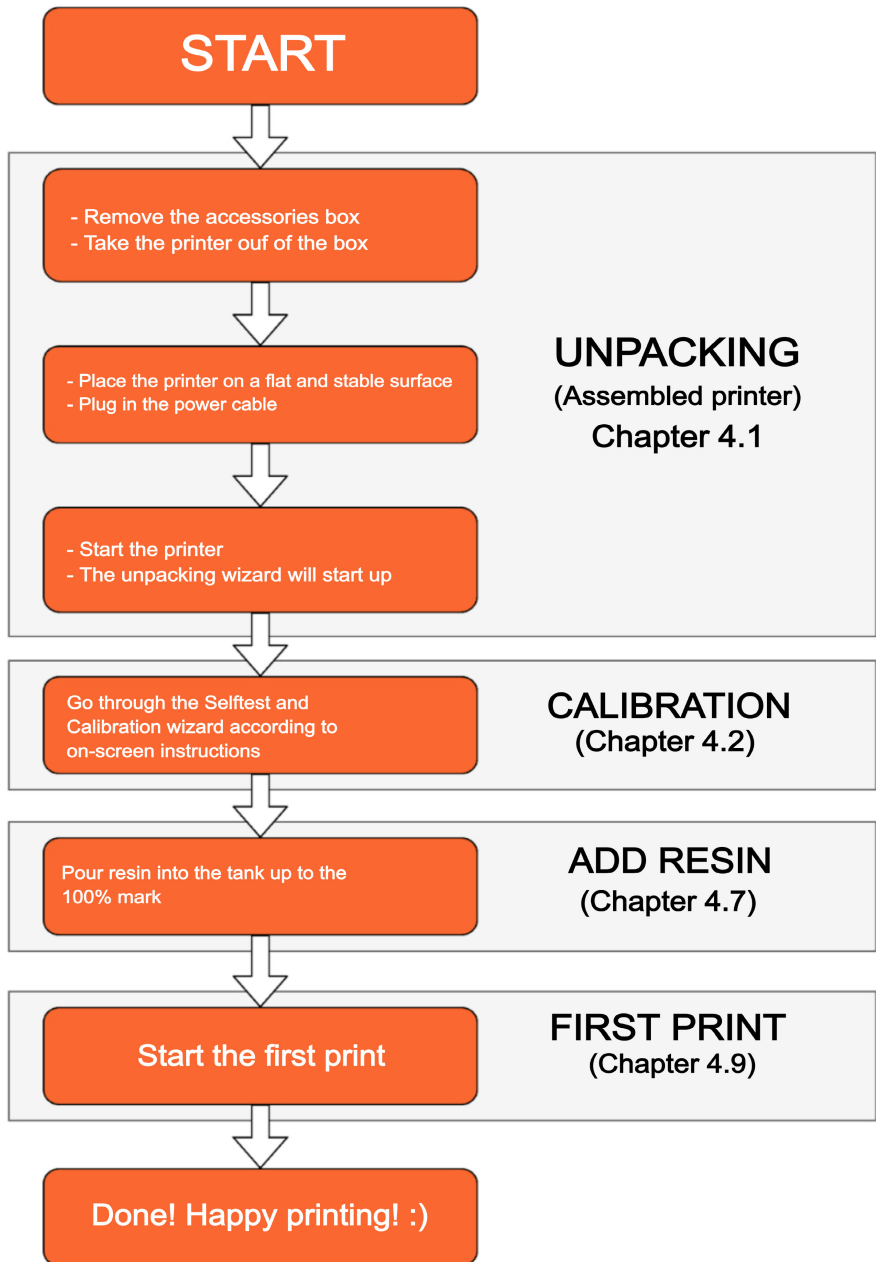 START
- Remove the accessories box
- Take the printer ouf of the box
- Place the printer on a flat and stable surface
- Plug in the power cable
- Start the printer
- The unpacking wizard will start up
UNPACKING
(Assembled printer)
Chapter 4.1
Go through the Selftest and
Calibration wizard according to
on-screen instructions
CALIBRATION
(Chapter 4.2)
Pour resin into the tank up to the
100% mark
ADD RESIN
(Chapter 4.7)
Start the first print
FIRST PRINT
(Chapter 4.9)
Done! Happy printing! :)